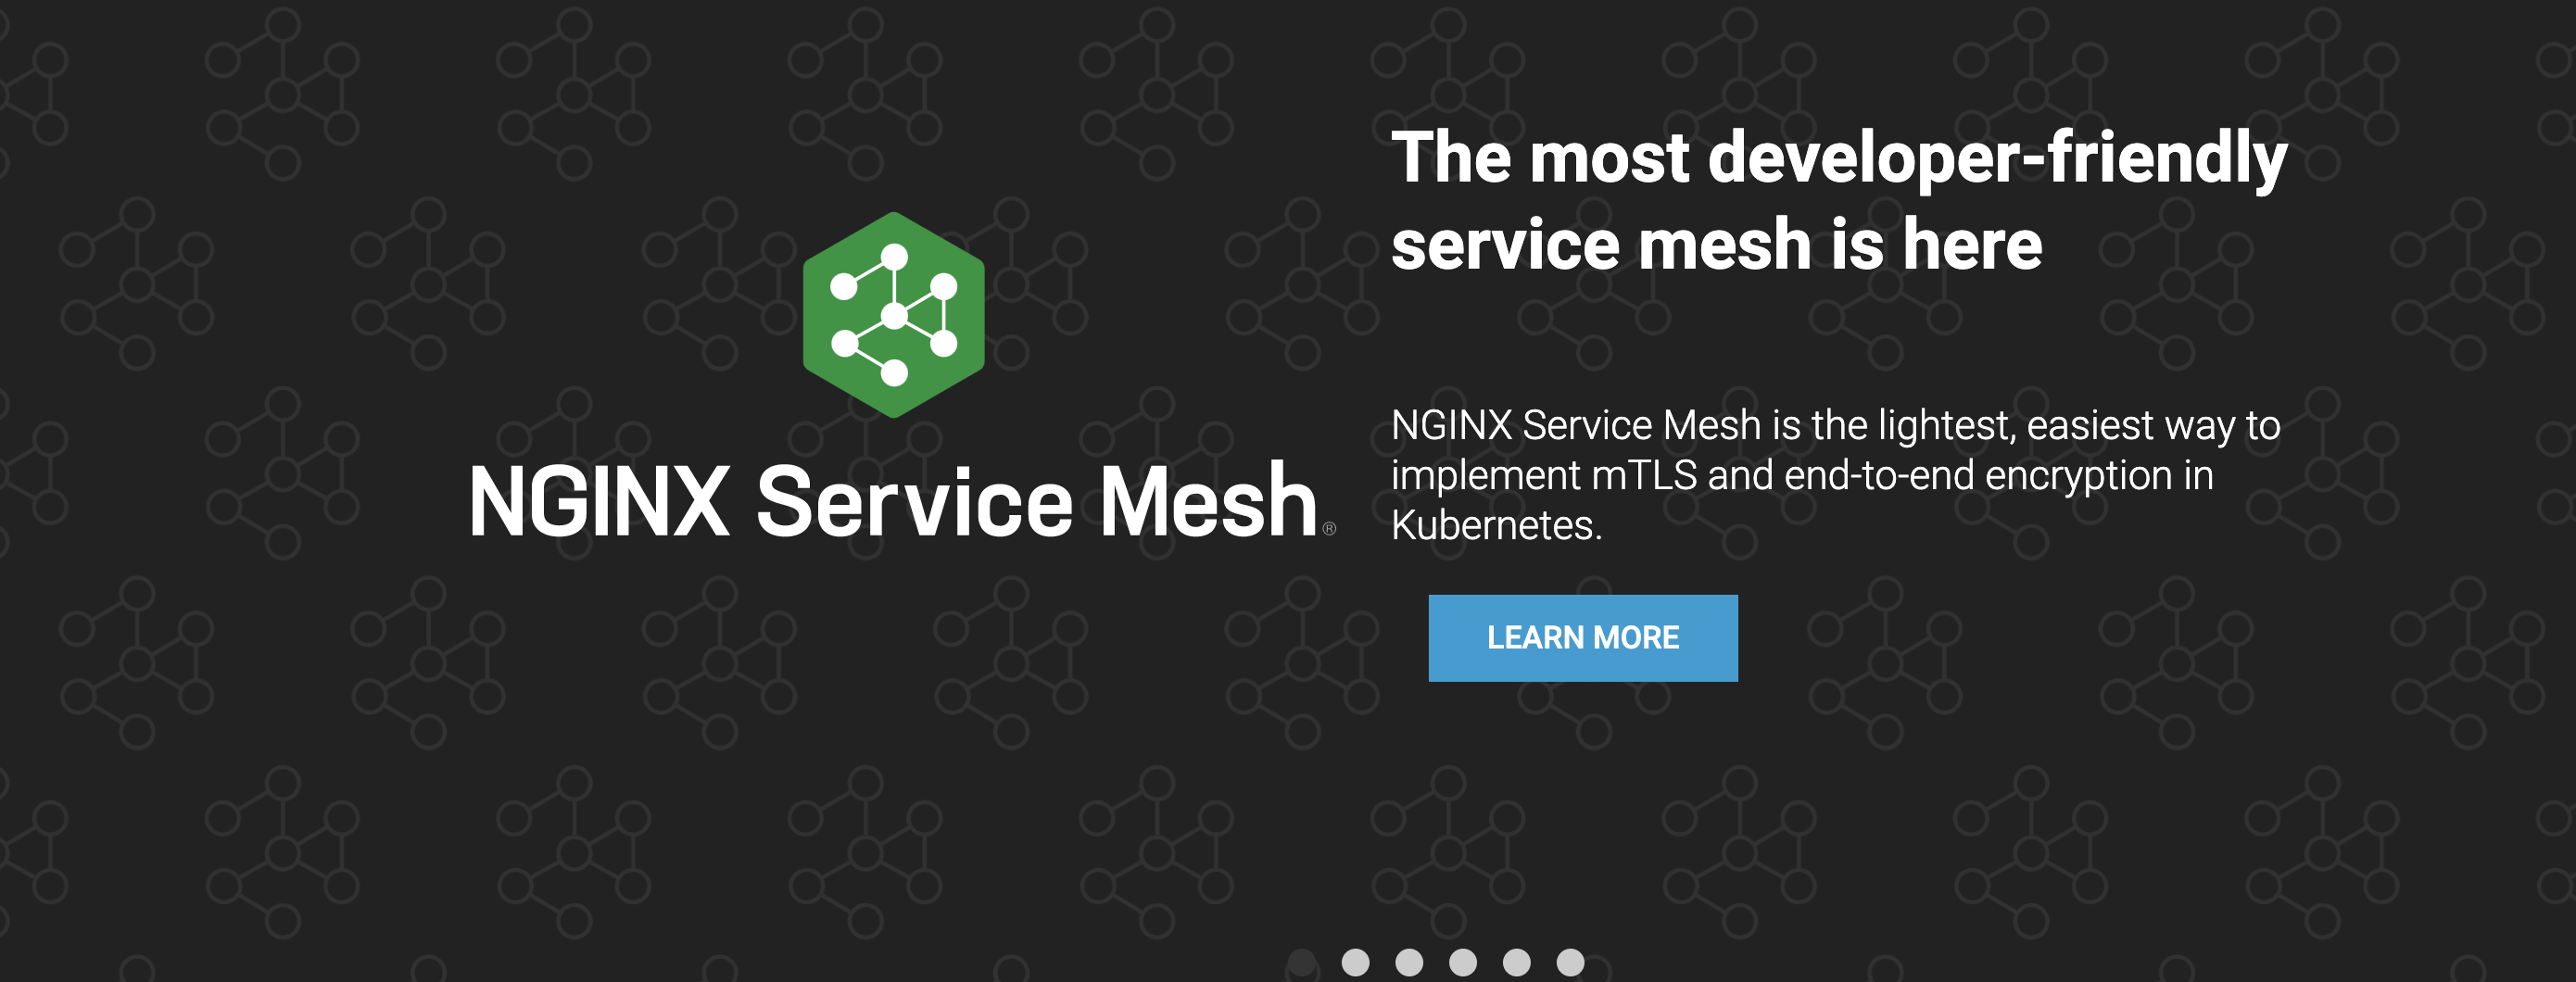 NGINX Service Mesh®
The most developer-friendly
service mesh is here
NGINX Service Mesh is the lightest, easiest way to
implement mTLS and end-to-end encryption in
Kubernetes.
LEARN MORE